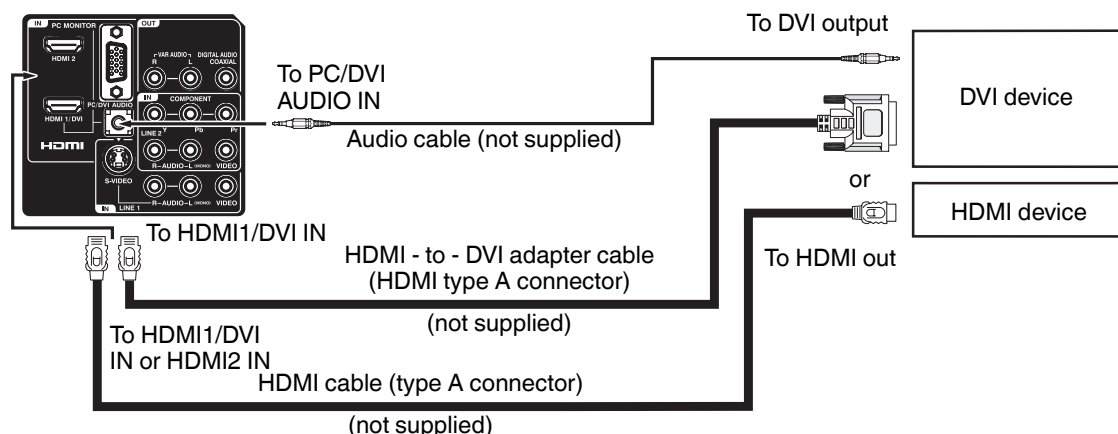 IN
PC MONITOR
OUT
HDMI 2
VAR AUDIO
DIGITAL AUDIO
R
L
COAXIAL
PC/DVI AUDIO
IN
COMPONENT
HDMI 1/DVI
Y
Pb
Pr
LINE 2
HDMI
R-AUDIO-L (MONO)
VIDEO
S-VIDEO
R-AUDIO-L (MONO)
VIDEO
IN
LINE 1
To PC/DVI
AUDIO IN
To DVI output
Audio cable (not supplied)
DVI device
or
HDMI device
To HDMI1/DVI IN
HDMI - to - DVI adapter cable
(HDMI type A connector)
(not supplied)
To HDMI out
To HDMI1/DVI
IN or HDMI2 IN
HDMI cable (type A connector)
(not supplied)